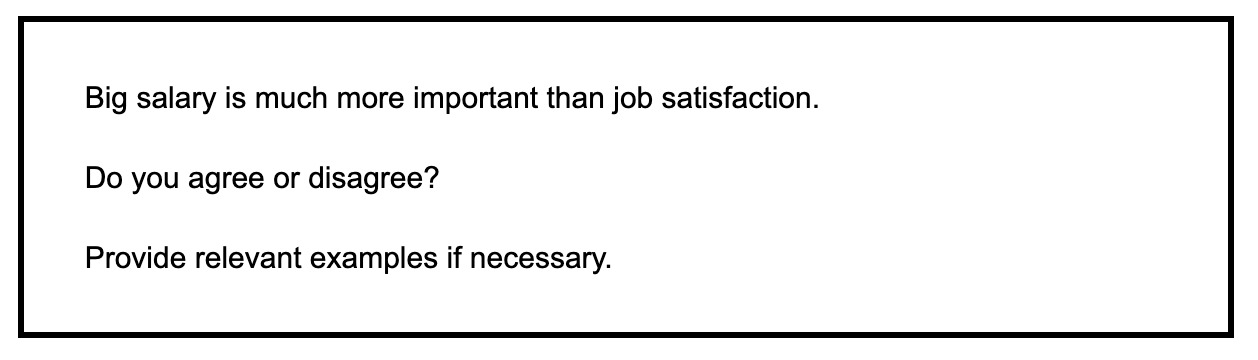 Big salary is much more important than job satisfaction.
Do you agree or disagree?
Provide relevant examples if necessary.